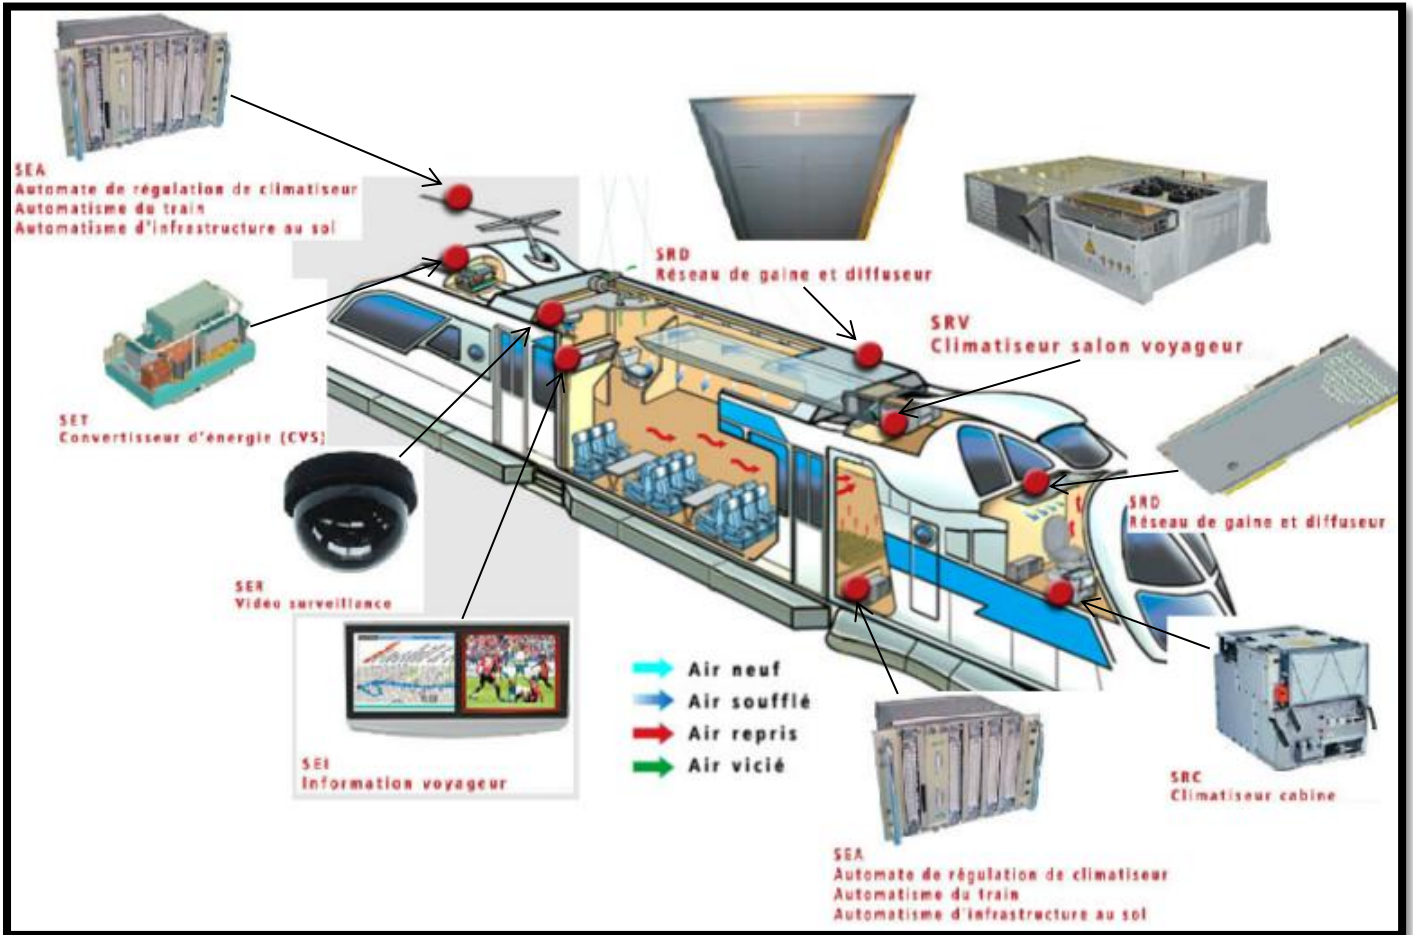 SEA
Automate de régulation de climatiseur
Automatisme du train
Automatisme d'infrastructure au sol
SRD
Réseau de gaine et diffuseur
SRV
Climatiseur salon voyageur
SET
Convertisseur d'énergie (CVS)
SRD
Réseau de gaine et diffuseur
SER
Vidéo surveillance
Air neuf
Air soufflé
Air repris
Air vicié
SEI
Information voyageur
SRC
Climatiseur cabine
SEA
Automate de régulation de climatiseur
Automatisme du train
Automatisme d'infrastructure au sol